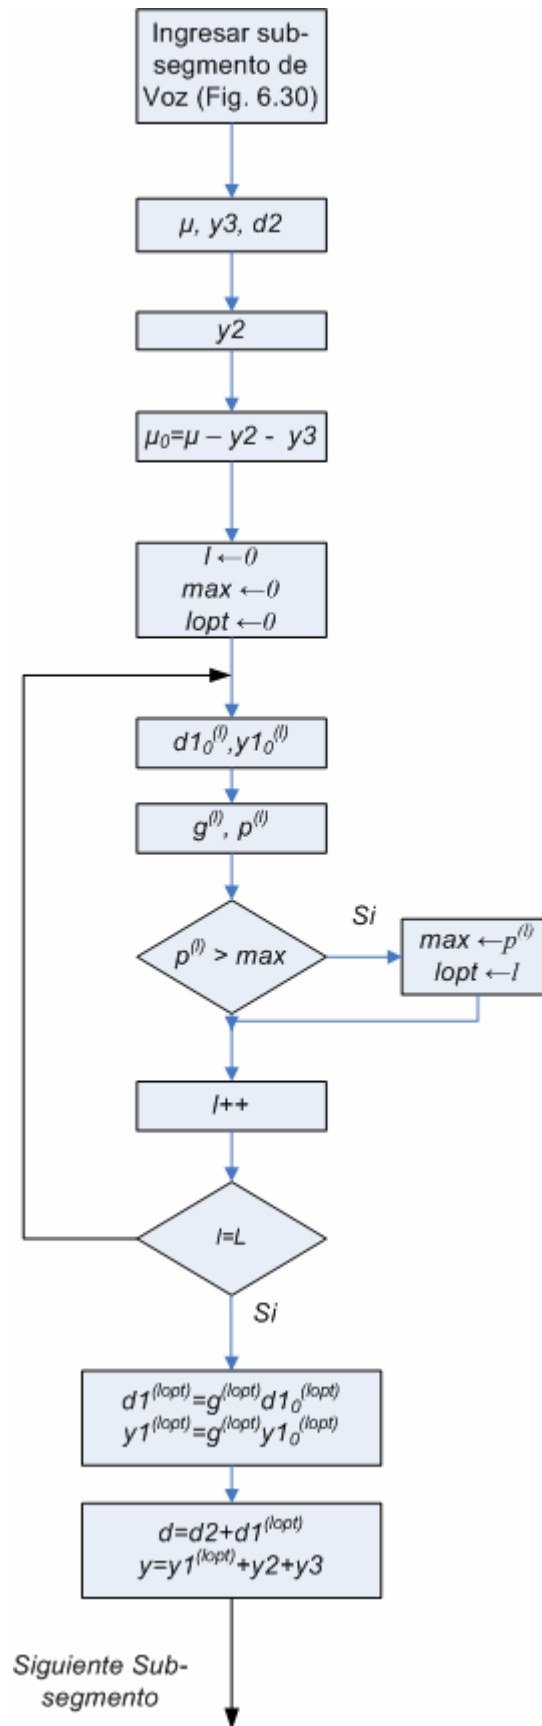 Ingresar sub-
segmento de
Voz (Fig. 6.30)
μ, y3, d2
y2
μ₀=μ – y2 - y3
l ←0
max ←0
lopt ←0
d1₀⁽ˡ⁾,y1₀⁽ˡ⁾
g⁽ˡ⁾, p⁽ˡ⁾
p⁽ˡ⁾ > max
Si
max ←p⁽ˡ⁾
lopt ←l
l++
l=L
Si
d1⁽ˡᵒᵖᵗ⁾=g⁽ˡᵒᵖᵗ⁾d1₀⁽ˡᵒᵖᵗ⁾
y1⁽ˡᵒᵖᵗ⁾=g⁽ˡᵒᵖᵗ⁾y1₀⁽ˡᵒᵖᵗ⁾
d=d2+d1⁽ˡᵒᵖᵗ⁾
y=y1⁽ˡᵒᵖᵗ⁾+y2+y3
Siguiente Sub-
segmento